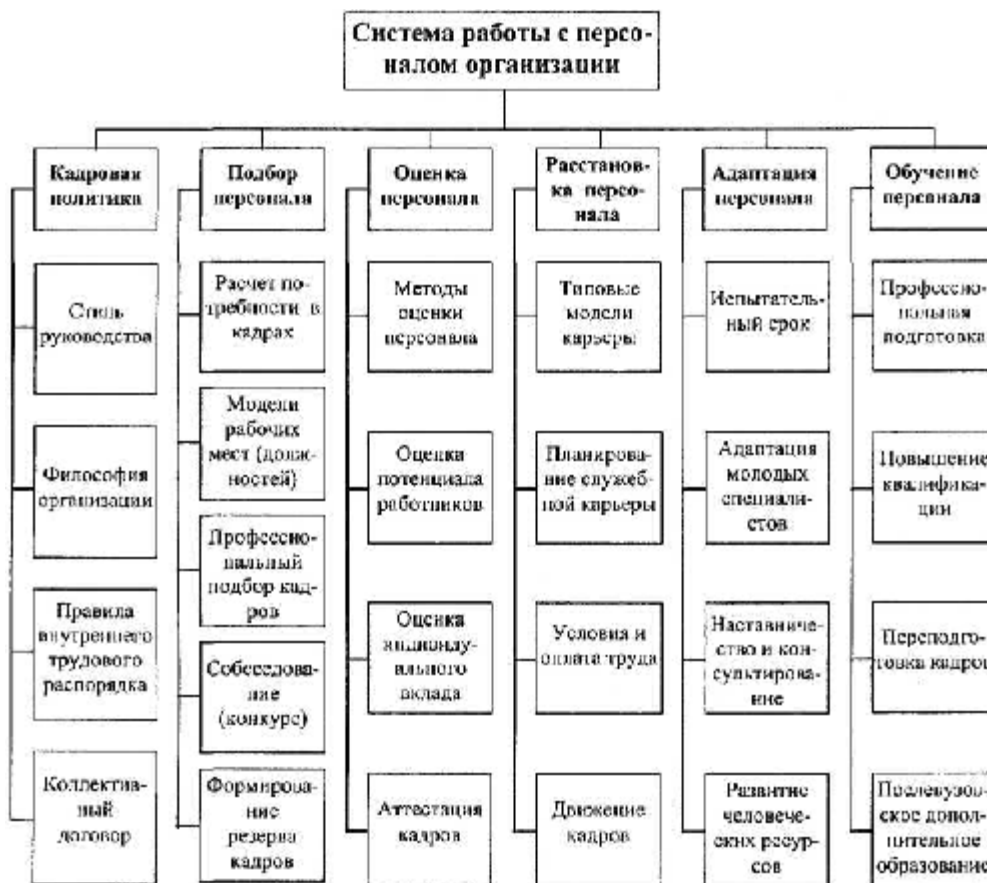 Система работы с персо-
налом организации
Кадровая
политика
Стиль
руководства
Философия
организации
Правила
внутреннего
трудового
распорядка
Коллектив-
ный
договор
Подбор
персонала
Расчет по-
требности в
кадрах
Модели
рабочих
мест (долж-
ностей)
Профессио-
нальный
подбор кад-
ров
Собеседова-
ние
(конкурс)
Формирова-
ние
резерва
кадров
Оценка
персонала
Методы
оценки
персонала
Оценка
потенциала
работников
Оценка
индивиду-
ального
вклада
Аттестация
кадров
Расстанов-
ка персо-
нала
Типовые
модели
карьеры
Планирова-
ние служеб-
ной карьеры
Условия и
оплата труда
Движение
кадров
Адаптация
персонала
Испытатель-
ный срок
Адаптация
молодых
специали-
стов
Наставниче-
ство и кон-
сультирова-
ние
Развитие
человече-
ских ресур-
сов
Обучение
персонала
Профессио-
нальная
подготовка
Повышение
квалифика-
ции
Переподго-
товка кадров
Послевузов-
ское допол-
нительное
образование